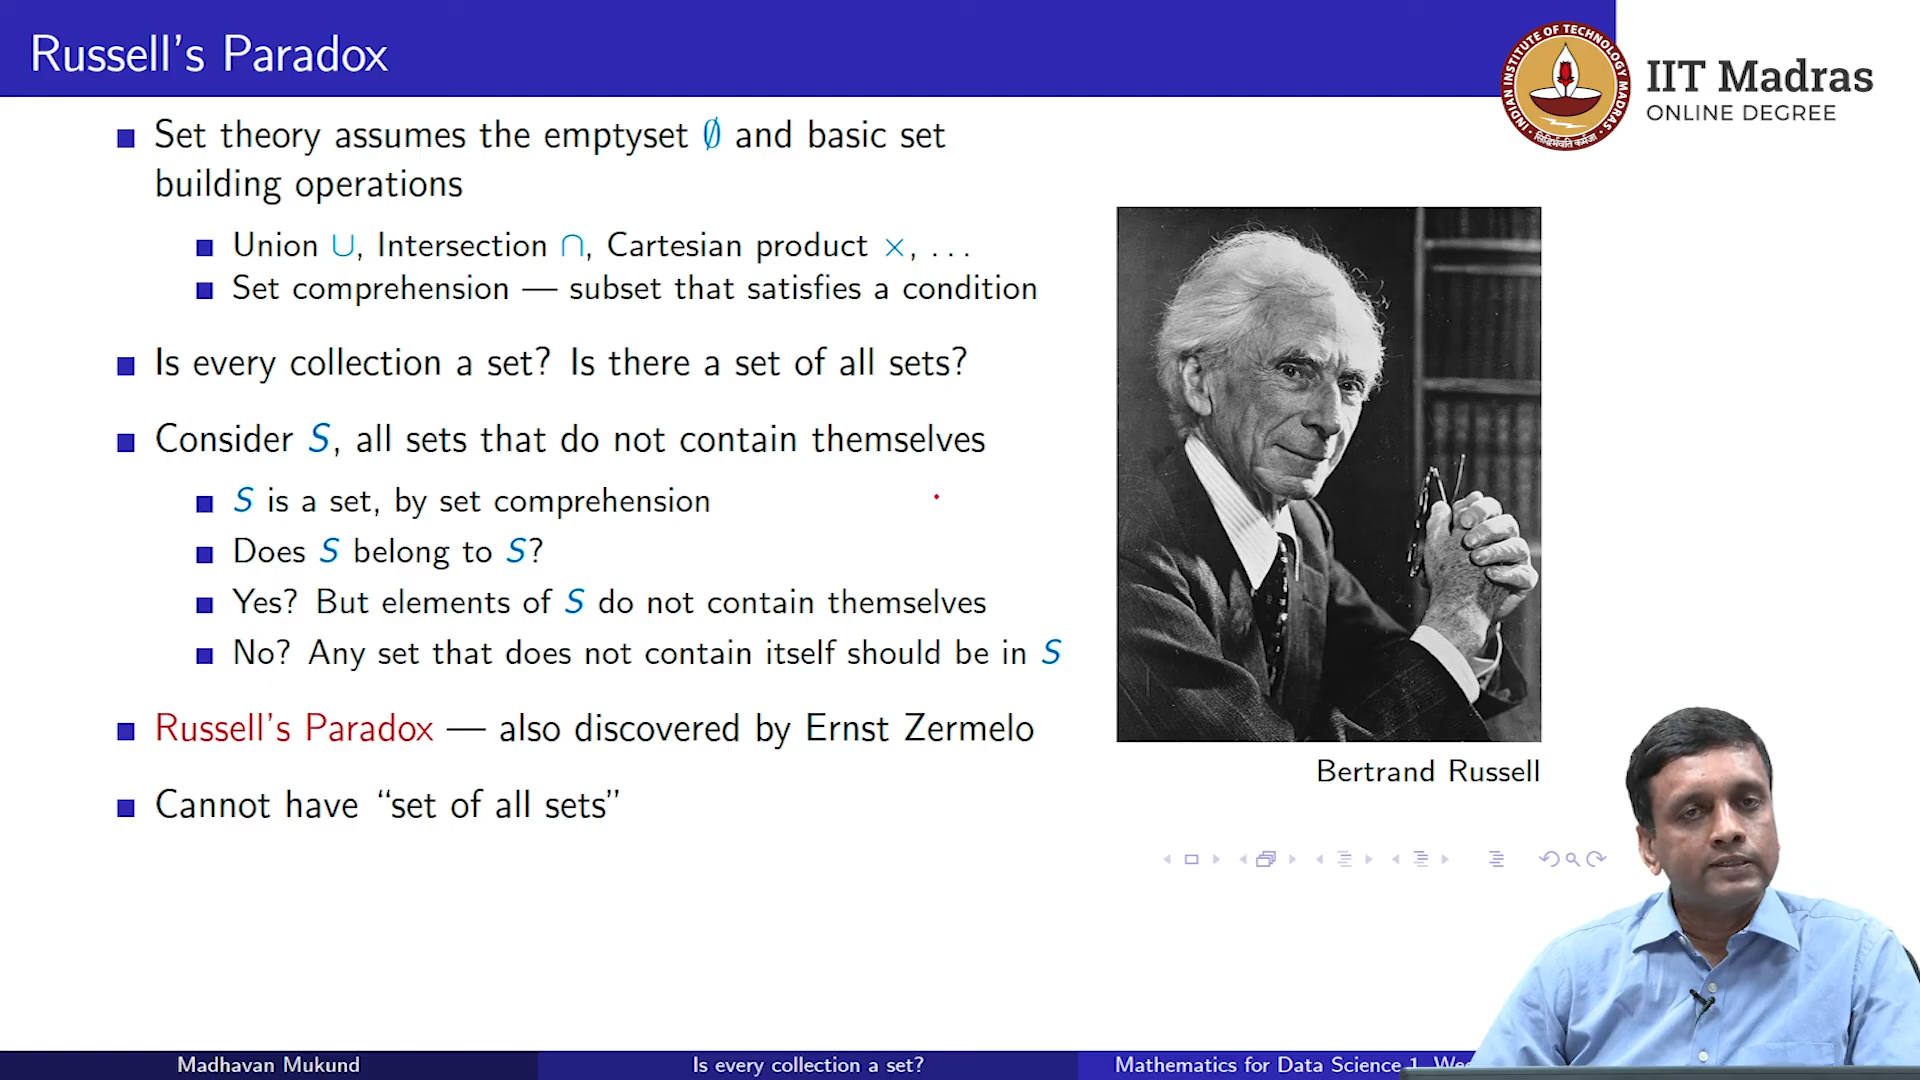 Russell's Paradox
INDIAN INSTITUTE OF TECHNOLOGY MADRAS
IIT Madras
ONLINE DEGREE
Set theory assumes the emptyset ∅ and basic set
building operations
Union ∪, Intersection ∩, Cartesian product ×, . . .
Set comprehension — subset that satisfies a condition
Is every collection a set? Is there a set of all sets?
Consider S, all sets that do not contain themselves
S is a set, by set comprehension
Does S belong to S?
Yes? But elements of S do not contain themselves
No? Any set that does not contain itself should be in S
Russell's Paradox — also discovered by Ernst Zermelo
Cannot have “set of all sets”
Bertrand Russell
Madhavan Mukund
Is every collection a set?
Mathematics for Data Science 1,